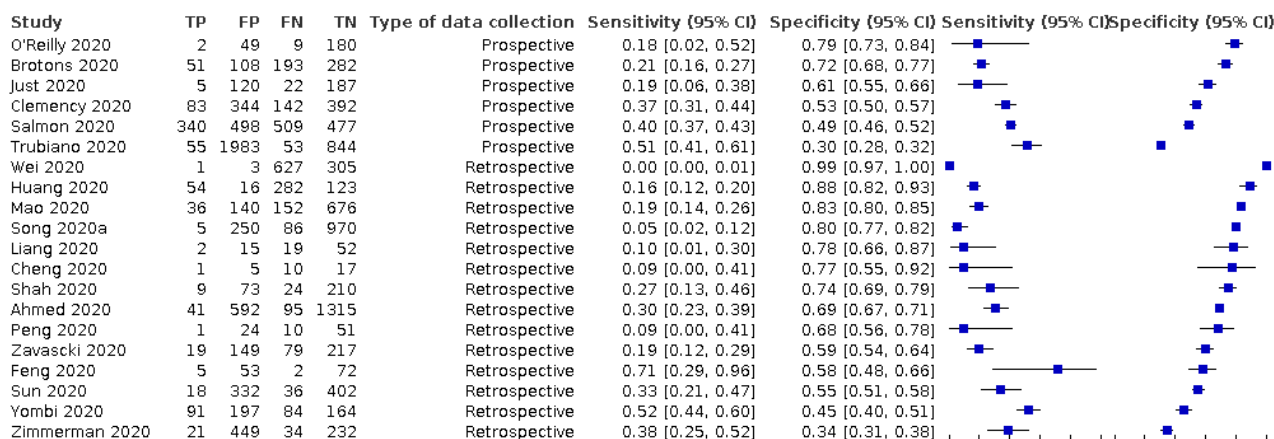 Study TP FP FN TN Type of data collection Sensitivity (95% CI) Specificity (95% CI) Sensitivity (95% CI) Specificity (95% CI)
O'Reilly 2020 2 49 9 180 Prospective 0.18 [0.02, 0.52] 0.79 [0.73, 0.84]
Brotons 2020 51 108 193 282 Prospective 0.21 [0.16, 0.27] 0.72 [0.68, 0.77]
Just 2020 5 120 22 187 Prospective 0.19 [0.06, 0.38] 0.61 [0.55, 0.66]
Clemency 2020 83 344 142 392 Prospective 0.37 [0.31, 0.44] 0.53 [0.50, 0.57]
Salmon 2020 340 498 509 477 Prospective 0.40 [0.37, 0.43] 0.49 [0.46, 0.52]
Trubiano 2020 55 1983 53 844 Prospective 0.51 [0.41, 0.61] 0.30 [0.28, 0.32]
Wei 2020 1 3 627 305 Retrospective 0.00 [0.00, 0.01] 0.99 [0.97, 1.00]
Huang 2020 54 16 282 123 Retrospective 0.16 [0.12, 0.20] 0.88 [0.82, 0.93]
Mao 2020 36 140 152 676 Retrospective 0.19 [0.14, 0.26] 0.83 [0.80, 0.85]
Song 2020a 5 250 86 970 Retrospective 0.05 [0.02, 0.12] 0.80 [0.77, 0.82]
Liang 2020 2 15 19 52 Retrospective 0.10 [0.01, 0.30] 0.78 [0.66, 0.87]
Cheng 2020 1 5 10 17 Retrospective 0.09 [0.00, 0.41] 0.77 [0.55, 0.92]
Shah 2020 9 73 24 210 Retrospective 0.27 [0.13, 0.46] 0.74 [0.69, 0.79]
Ahmed 2020 41 592 95 1315 Retrospective 0.30 [0.23, 0.39] 0.69 [0.67, 0.71]
Peng 2020 1 24 10 51 Retrospective 0.09 [0.00, 0.41] 0.68 [0.56, 0.78]
Zavascki 2020 19 149 79 217 Retrospective 0.19 [0.12, 0.29] 0.59 [0.54, 0.64]
Feng 2020 5 53 2 72 Retrospective 0.71 [0.29, 0.96] 0.58 [0.48, 0.66]
Sun 2020 18 332 36 402 Retrospective 0.33 [0.21, 0.47] 0.55 [0.51, 0.58]
Yombi 2020 91 197 84 164 Retrospective 0.52 [0.44, 0.60] 0.45 [0.40, 0.51]
Zimmerman 2020 21 449 34 232 Retrospective 0.38 [0.25, 0.52] 0.34 [0.31, 0.38]